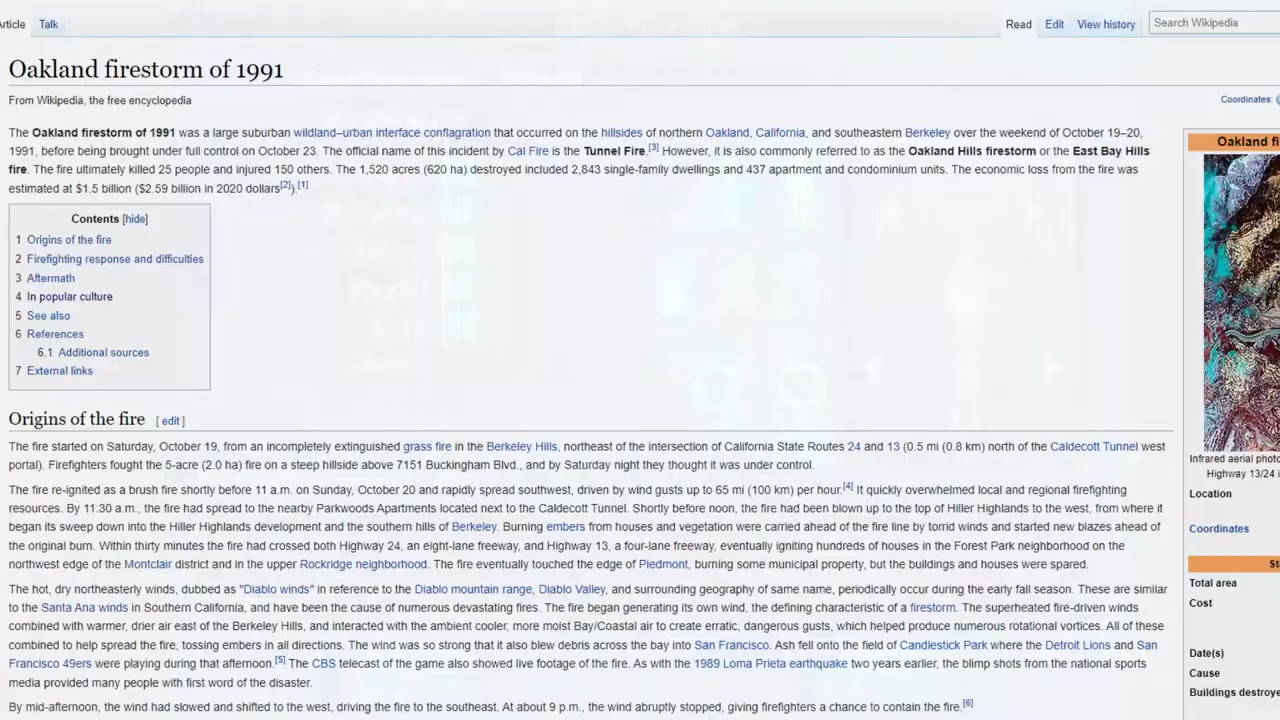 Article Talk Read Edit View history Search Wikipedia
Oakland firestorm of 1991
From Wikipedia, the free encyclopedia
Coordinates:
The Oakland firestorm of 1991 was a large suburban wildland–urban interface conflagration that occurred on the hillsides of northern Oakland, California, and southeastern Berkeley over the weekend of October 19–20,
1991, before being brought under full control on October 23. The official name of this incident by Cal Fire is the Tunnel Fire.[3] However, it is also commonly referred to as the Oakland Hills firestorm or the East Bay Hills
fire. The fire ultimately killed 25 people and injured 150 others. The 1,520 acres (620 ha) destroyed included 2,843 single-family dwellings and 437 apartment and condominium units. The economic loss from the fire was
estimated at $1.5 billion ($2.59 billion in 2020 dollars[2]).[1]
Contents [hide]
1 Origins of the fire
2 Firefighting response and difficulties
3 Aftermath
4 In popular culture
5 See also
6 References
6.1 Additional sources
7 External links
Origins of the fire [ edit ]
The fire started on Saturday, October 19, from an incompletely extinguished grass fire in the Berkeley Hills, northeast of the intersection of California State Routes 24 and 13 (0.5 mi (0.8 km) north of the Caldecott Tunnel west
portal). Firefighters fought the 5-acre (2.0 ha) fire on a steep hillside above 7151 Buckingham Blvd., and by Saturday night they thought it was under control.
The fire re-ignited as a brush fire shortly before 11 a.m. on Sunday, October 20 and rapidly spread southwest, driven by wind gusts up to 65 mi (100 km) per hour.[4] It quickly overwhelmed local and regional firefighting
resources. By 11:30 a.m., the fire had spread to the nearby Parkwoods Apartments located next to the Caldecott Tunnel. Shortly before noon, the fire had been blown up to the top of Hiller Highlands to the west, from where it
began its sweep down into the Hiller Highlands development and the southern hills of Berkeley. Burning embers from houses and vegetation were carried ahead of the fire line by torrid winds and started new blazes ahead of
the original burn. Within thirty minutes the fire had crossed both Highway 24, an eight-lane freeway, and Highway 13, a four-lane freeway, eventually igniting hundreds of houses in the Forest Park neighborhood on the
northwest edge of the Montclair district and in the upper Rockridge neighborhood. The fire eventually touched the edge of Piedmont, burning some municipal property, but the buildings and houses were spared.
The hot, dry northeasterly winds, dubbed as "Diablo winds" in reference to the Diablo mountain range, Diablo Valley, and surrounding geography of same name, periodically occur during the early fall season. These are similar
to the Santa Ana winds in Southern California, and have been the cause of numerous devastating fires. The fire began generating its own wind, the defining characteristic of a firestorm. The superheated fire-driven winds
combined with warmer, drier air east of the Berkeley Hills, and interacted with the ambient cooler, more moist Bay/Coastal air to create erratic, dangerous gusts, which helped produce numerous rotational vortices. All of these
combined to help spread the fire, tossing embers in all directions. The wind was so strong that it also blew debris across the bay into San Francisco. Ash fell onto the field of Candlestick Park where the Detroit Lions and San
Francisco 49ers were playing during that afternoon.[5] The CBS telecast of the game also showed live footage of the fire. As with the 1989 Loma Prieta earthquake two years earlier, the blimp shots from the national sports
media provided many people with first word of the disaster.
By mid-afternoon, the wind had slowed and shifted to the west, driving the fire to the southeast. At about 9 p.m., the wind abruptly stopped, giving firefighters a chance to contain the fire.[6]
Oakland fi
Infrared aerial photo
Highway 13/24 i
Location
Coordinates
St
Total area
Cost
Date(s)
Cause
Buildings destroye